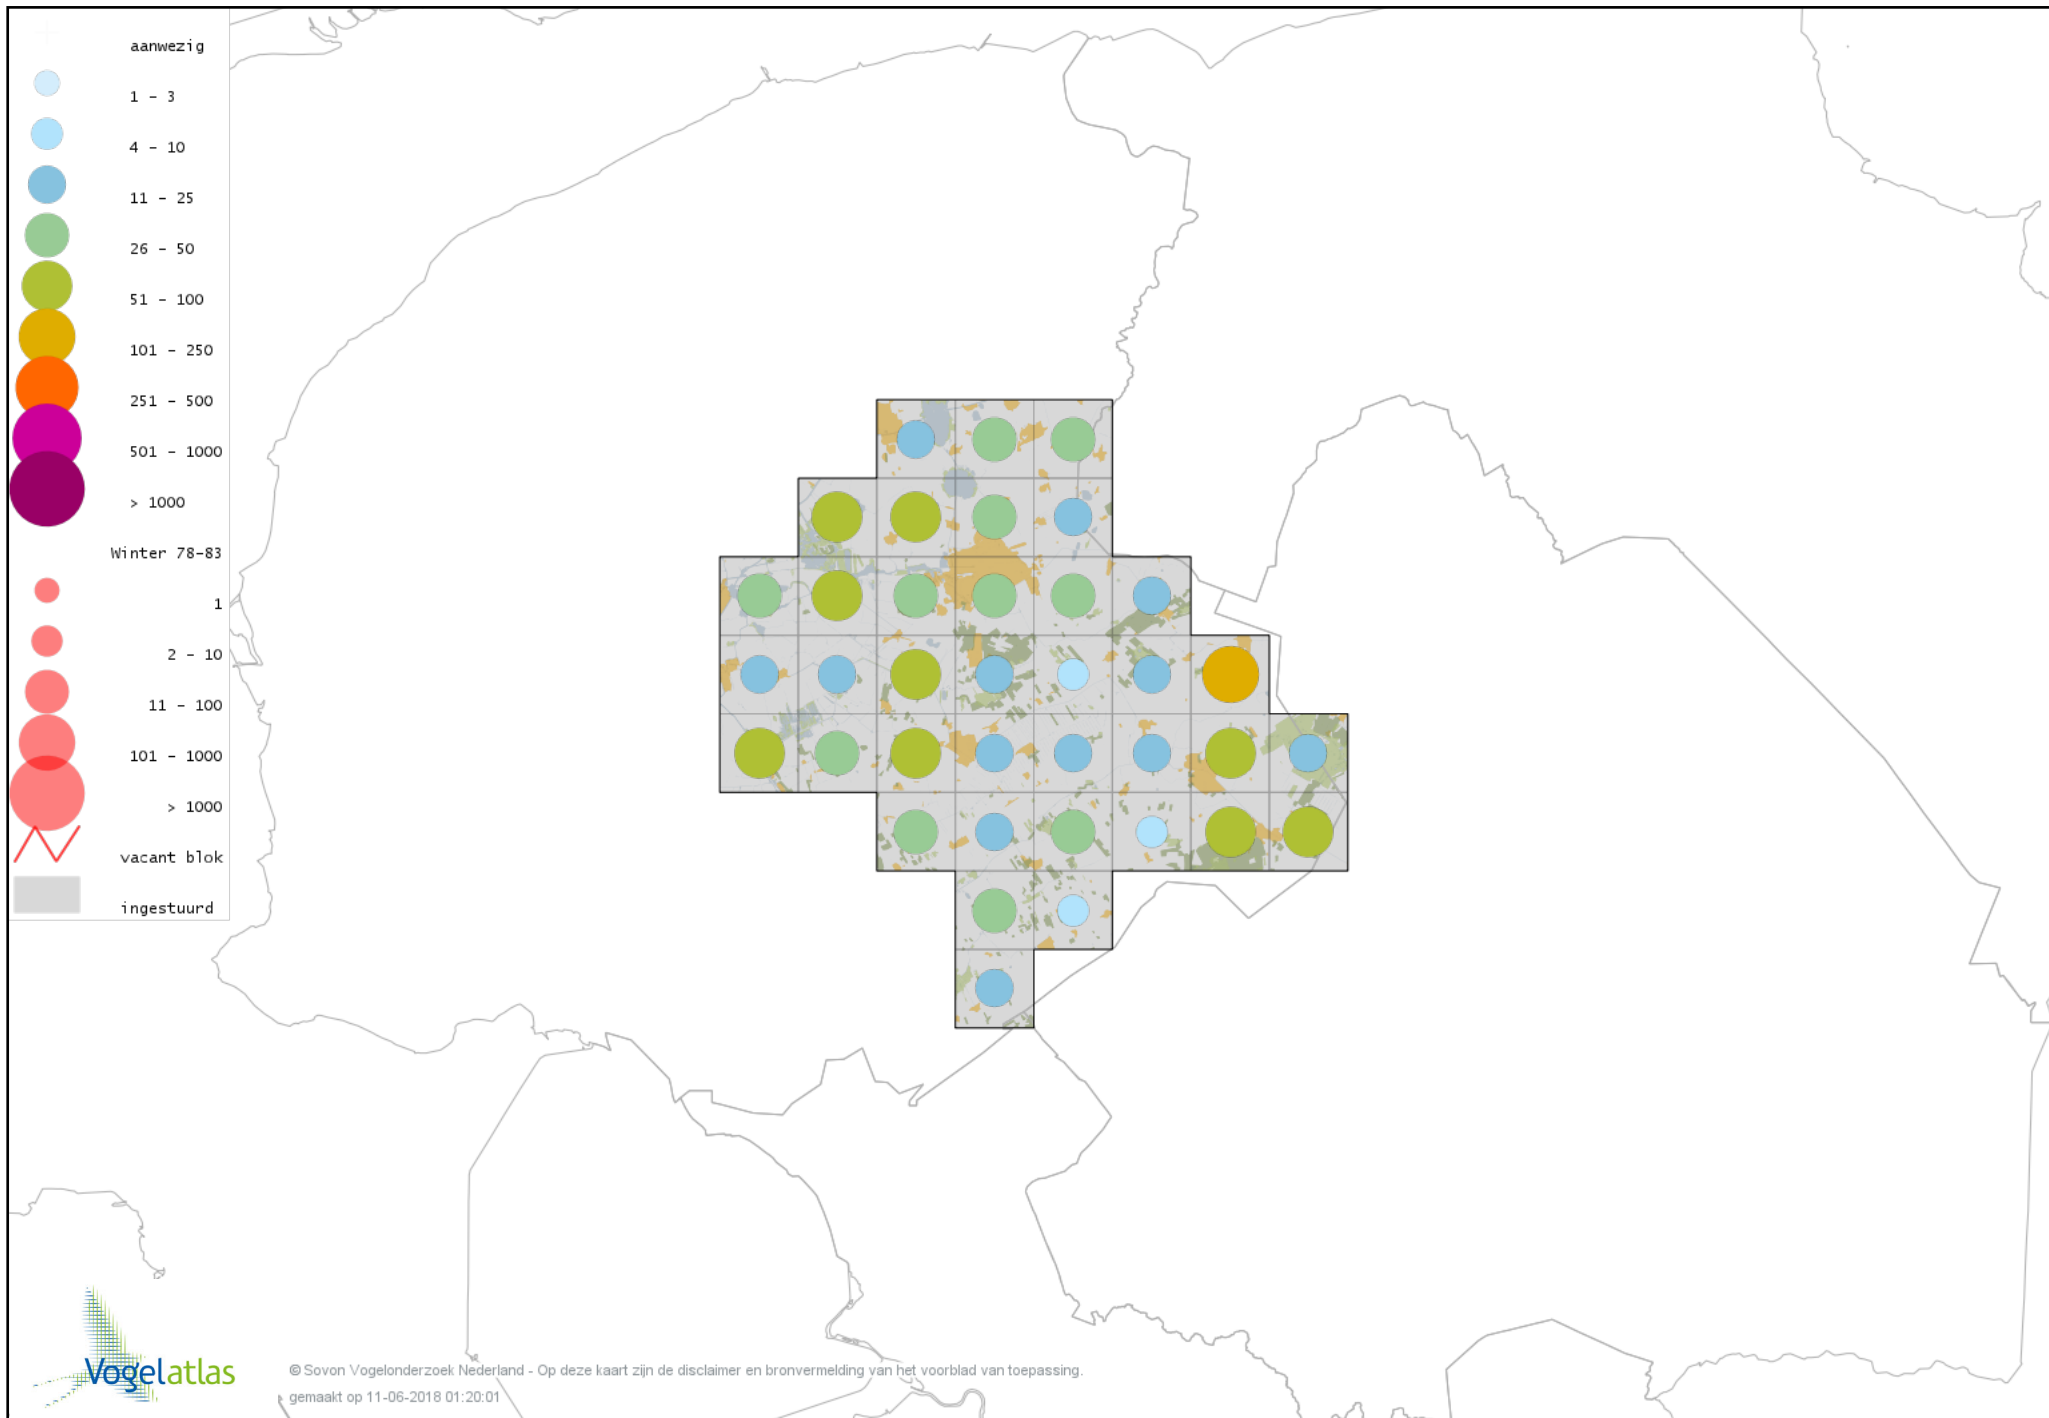 aanwezig
1 - 3
4 - 10
11 - 25
26 - 50
51 - 100
101 - 250
251 - 500
501 - 1000
> 1000
Winter 78-83
1
2 - 10
11 - 100
101 - 1000
> 1000
vacant blok
ingestuurd
Vogelatlas
© Sovon Vogelonderzoek Nederland - Op deze kaart zijn de disclaimer en bronvermelding van het voorblad van toepassing.
gemaakt op 11-06-2018 01:20:01